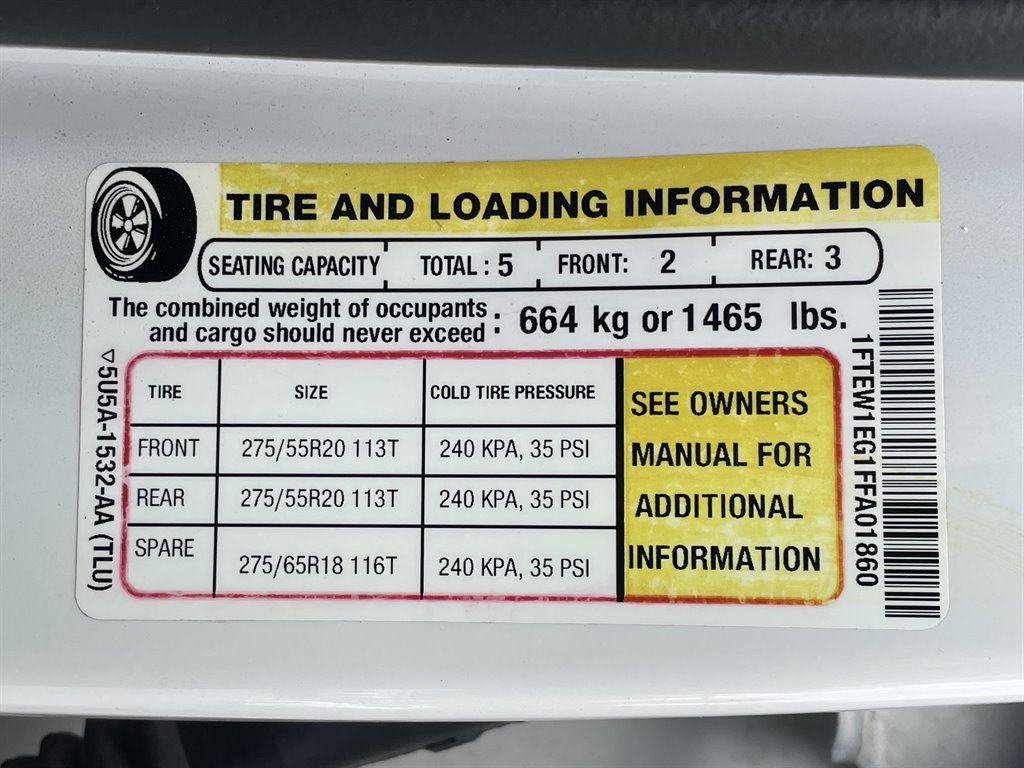 TIRE AND LOADING INFORMATION
SEATING CAPACITY TOTAL : 5 FRONT: 2 REAR: 3
The combined weight of occupants
and cargo should never exceed : 664 kg or 1465 lbs.
TIRE SIZE COLD TIRE PRESSURE
FRONT 275/55R20 113T 240 KPA, 35 PSI
REAR 275/55R20 113T 240 KPA, 35 PSI
SPARE 275/65R18 116T 240 KPA, 35 PSI
SEE OWNERS
MANUAL FOR
ADDITIONAL
INFORMATION
▽5U5A-1532-AA (TLU)
1FTEW1EG1FFA01860